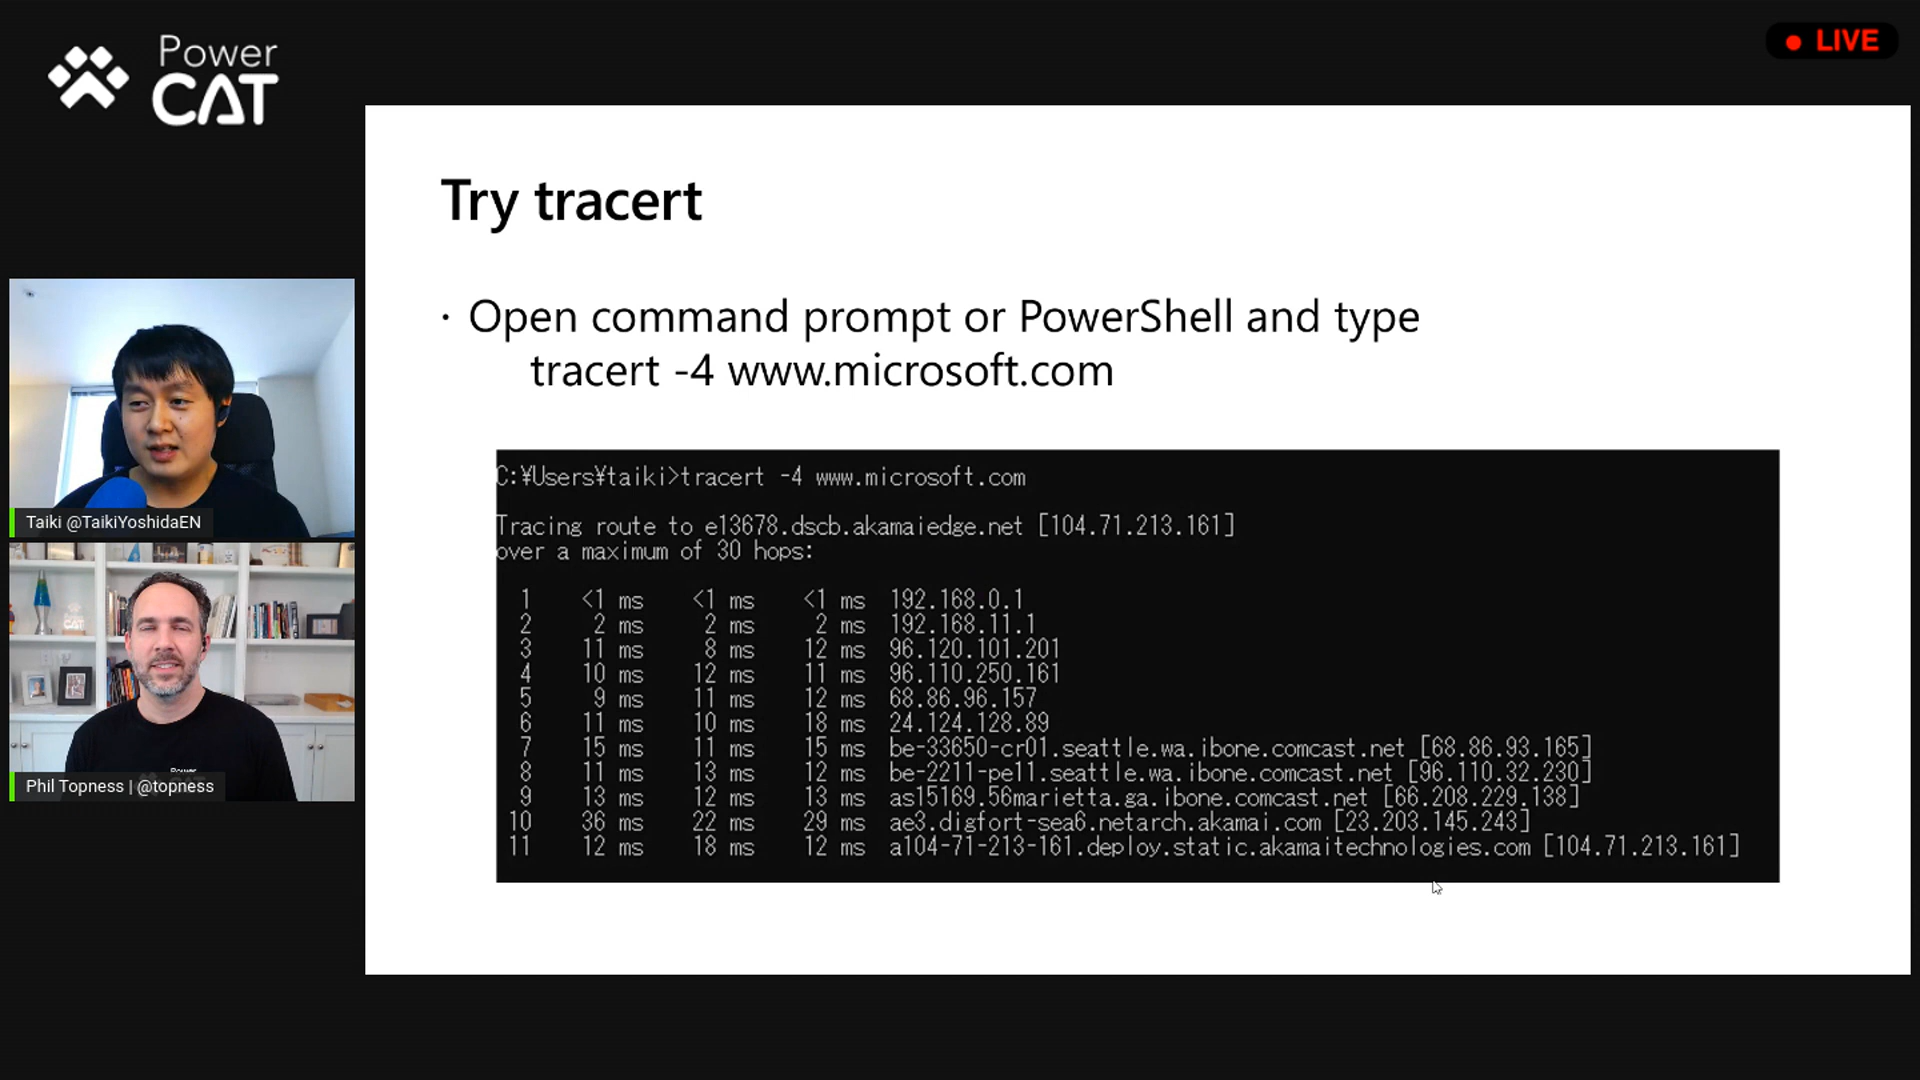 Power
CAT
LIVE
Try tracert
· Open command prompt or PowerShell and type
tracert -4 www.microsoft.com
C:¥Users¥taiki>tracert -4 www.microsoft.com
Tracing route to e13678.dscb.akamaiedge.net [104.71.213.161]
over a maximum of 30 hops:
1 <1 ms <1 ms <1 ms 192.168.0.1
2 2 ms 2 ms 2 ms 192.168.11.1
3 11 ms 8 ms 12 ms 96.120.101.201
4 10 ms 12 ms 11 ms 96.110.250.161
5 9 ms 11 ms 12 ms 68.86.96.157
6 11 ms 10 ms 18 ms 24.124.128.89
7 15 ms 11 ms 15 ms be-33650-cr01.seattle.wa.ibone.comcast.net [68.86.93.165]
8 11 ms 13 ms 12 ms be-2211-pe11.seattle.wa.ibone.comcast.net [96.110.32.230]
9 13 ms 12 ms 13 ms as15169.56marietta.ga.ibone.comcast.net [66.208.229.138]
10 36 ms 22 ms 29 ms ae3.digfort-sea6.netarch.akamai.com [23.203.145.243]
11 12 ms 18 ms 12 ms a104-71-213-161.deploy.static.akamaitechnologies.com [104.71.213.161]
Taiki @TaikiYoshidaEN
CAT
Power
Phil Topness | @topness